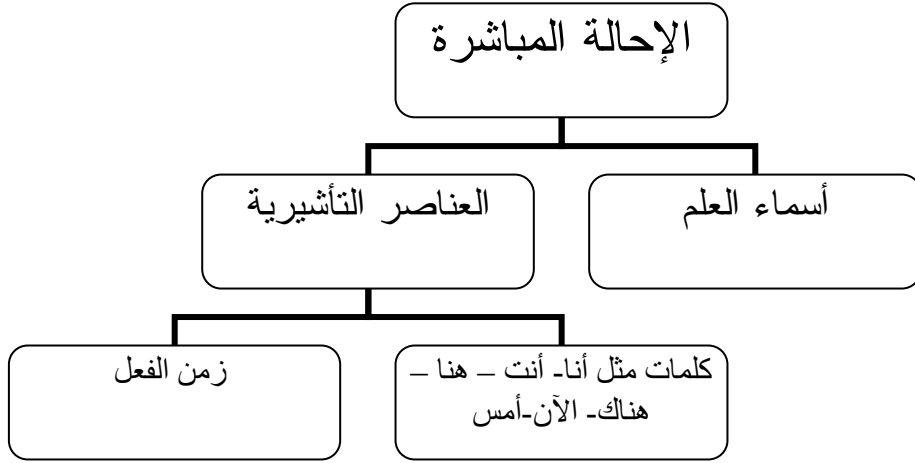 الإحالة المباشرة
أسماء العلم
العناصر التأشيرية
كلمات مثل أنا- أنت – هنا –
هناك- الآن-أمس
زمن الفعل